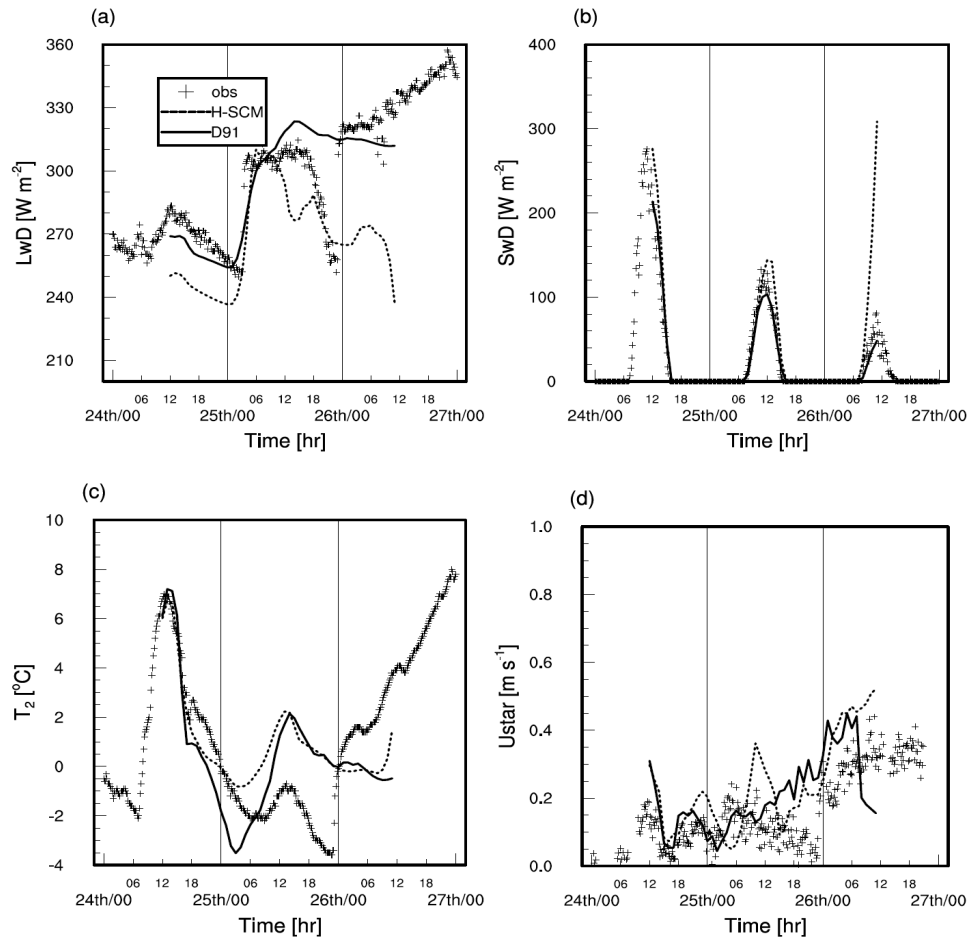 (a)
LwD [W m-2]
360
330
300
270
240
210
obs
H-SCM
D91
06 12 18 06 12 18 06 12 18
24th/00 25th/00 26th/00 27th/00
Time [hr]
(b)
SwD [W m-2]
400
300
200
100
0
06 12 18 06 12 18 06 12 18
24th/00 25th/00 26th/00 27th/00
Time [hr]
(c)
T2 [oC]
10
8
6
4
2
0
-2
-4
06 12 18 06 12 18 06 12 18
24th/00 25th/00 26th/00 27th/00
Time [hr]
(d)
Ustar [m s-1]
1.0
0.8
0.6
0.4
0.2
0.0
06 12 18 06 12 18 06 12 18
24th/00 25th/00 26th/00 27th/00
Time [hr]